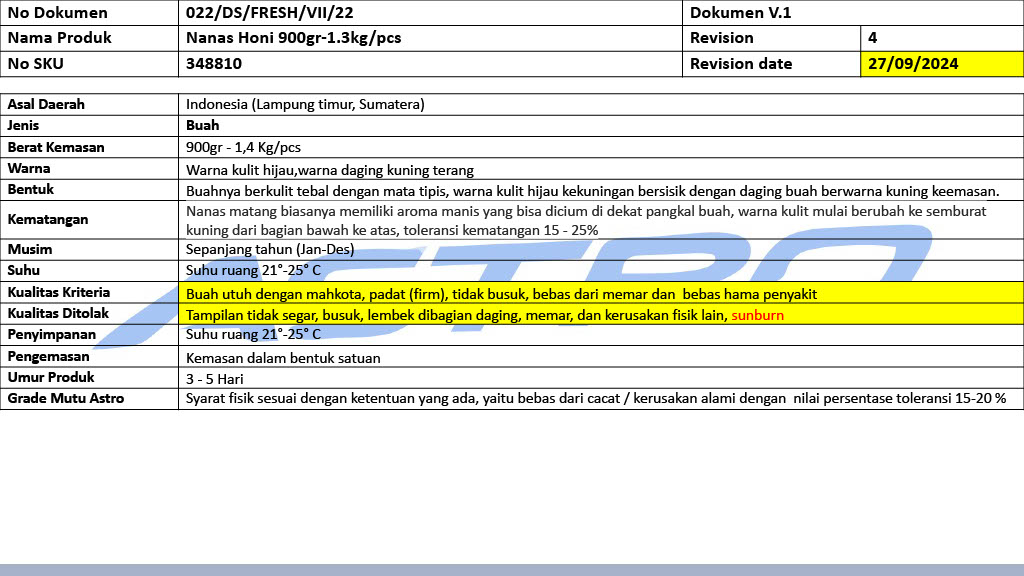 No Dokumen 022/DS/FRESH/VII/22 Dokumen V.1
Nama Produk Nanas Honi 900gr-1.3kg/pcs Revision 4
No SKU 348810 Revision date 27/09/2024
Asal Daerah Indonesia (Lampung timur, Sumatera)
Jenis Buah
Berat Kemasan 900gr - 1,4 Kg/pcs
Warna Warna kulit hijau,warna daging kuning terang
Bentuk Buahnya berkulit tebal dengan mata tipis, warna kulit hijau kekuningan bersisik dengan daging buah berwarna kuning keemasan.
Kematangan Nanas matang biasanya memiliki aroma manis yang bisa dicium di dekat pangkal buah, warna kulit mulai berubah ke semburat
kuning dari bagian bawah ke atas, toleransi kematangan 15 - 25%
Musim Sepanjang tahun (Jan-Des)
Suhu Suhu ruang 21°-25° C
Kualitas Kriteria Buah utuh dengan mahkota, padat (firm), tidak busuk, bebas dari memar dan  bebas hama penyakit
Kualitas Ditolak Tampilan tidak segar, busuk, lembek dibagian daging, memar, dan kerusakan fisik lain, sunburn
Penyimpanan Suhu ruang 21°-25° C
Pengemasan Kemasan dalam bentuk satuan
Umur Produk 3 - 5 Hari
Grade Mutu Astro Syarat fisik sesuai dengan ketentuan yang ada, yaitu bebas dari cacat / kerusakan alami dengan  nilai persentase toleransi 15-20 %
ASTRO